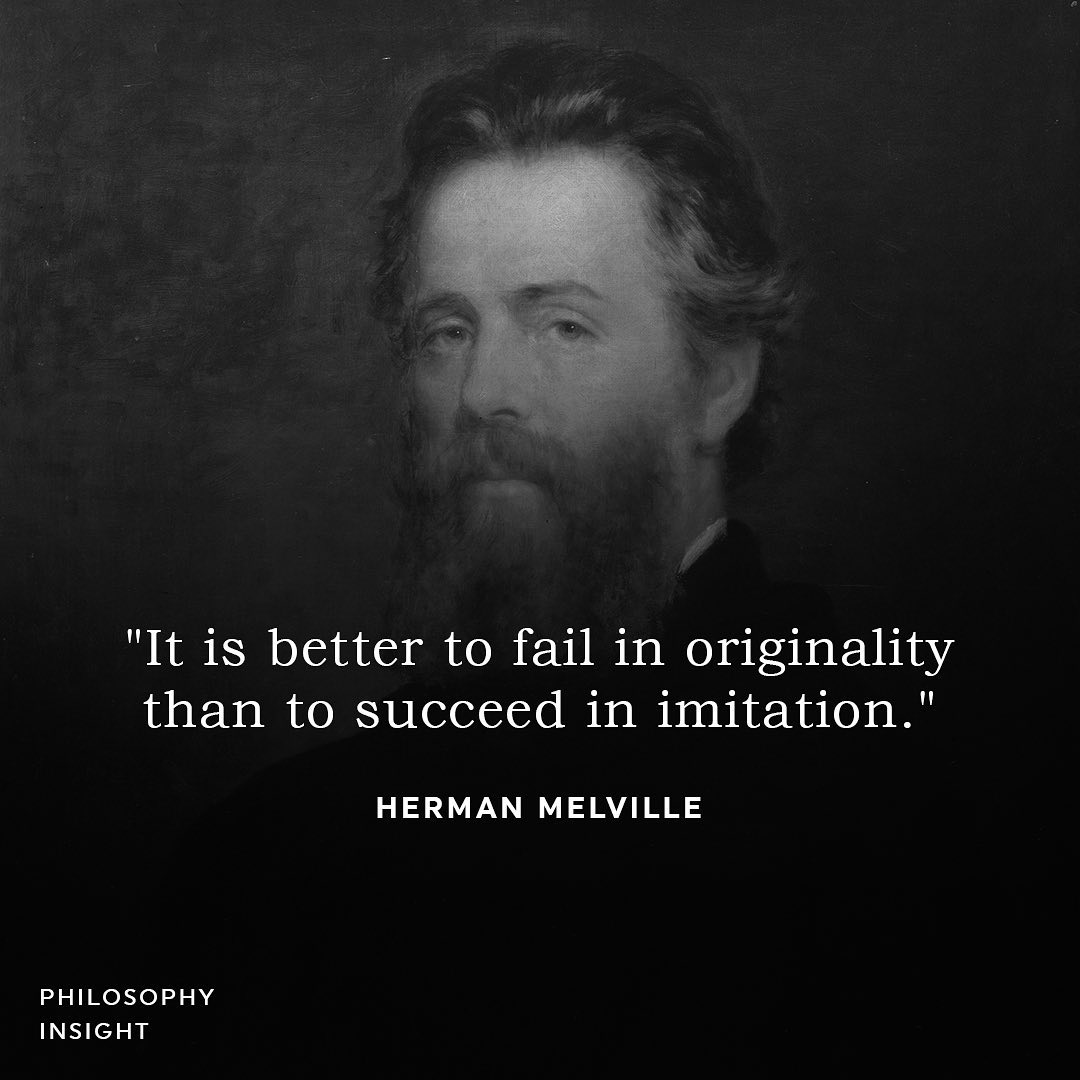 "It is better to fail in originality
than to succeed in imitation."
HERMAN MELVILLE
PHILOSOPHY
INSIGHT